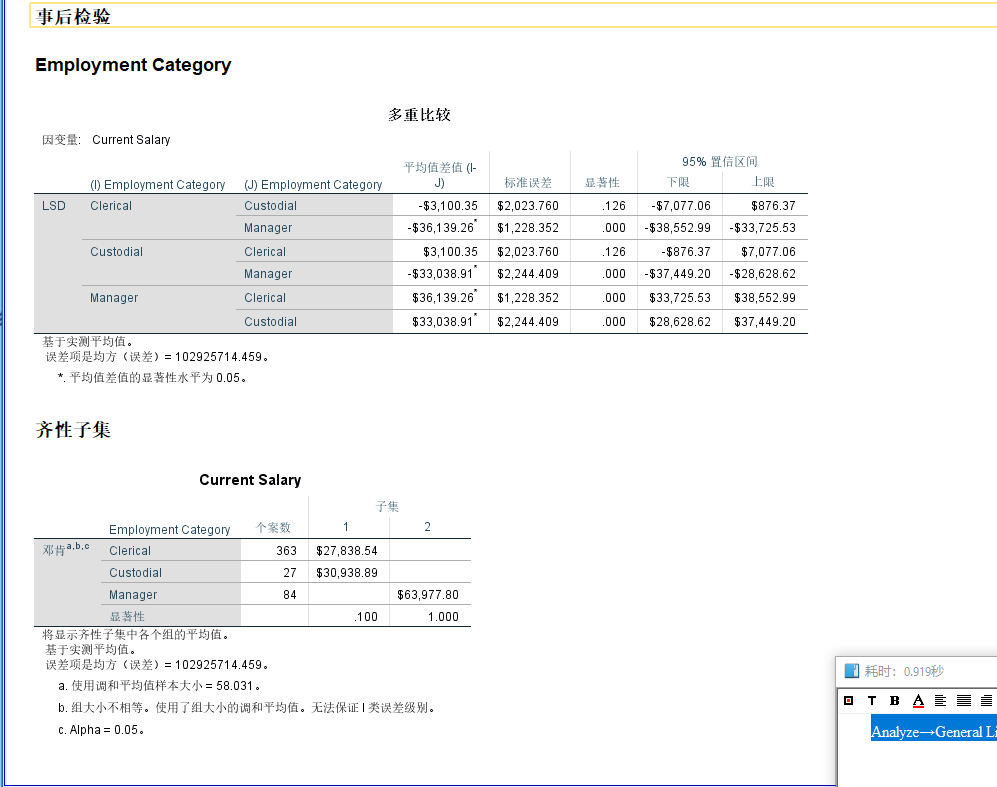 事后检验
Employment Category
多重比较
因变量: Current Salary
(I) Employment Category (J) Employment Category 平均值差值 (I-J) 标准误差 显著性 95% 置信区间
下限 上限
LSD Clerical Custodial -$3,100.35 $2,023.760 .126 -$7,077.06 $876.37
Manager -$36,139.26* $1,228.352 .000 -$38,552.99 -$33,725.53
Custodial Clerical $3,100.35 $2,023.760 .126 -$876.37 $7,077.06
Manager -$33,038.91* $2,244.409 .000 -$37,449.20 -$28,628.62
Manager Clerical $36,139.26* $1,228.352 .000 $33,725.53 $38,552.99
Custodial $33,038.91* $2,244.409 .000 $28,628.62 $37,449.20
基于实测平均值。
误差项是均方（误差）= 102925714.459。
*. 平均值差值的显著性水平为 0.05。
齐性子集
Current Salary
Employment Category 个案数 子集
1 2
邓肯a,b,c Clerical 363 $27,838.54
Custodial 27 $30,938.89
Manager 84 $63,977.80
显著性 .100 1.000
将显示齐性子集中各个组的平均值。
基于实测平均值。
误差项是均方（误差）= 102925714.459。
a. 使用调和平均值样本大小 = 58.031。
b. 组大小不相等。使用了组大小的调和平均值。无法保证 I 类误差级别。
c. Alpha = 0.05。
耗时: 0.919秒
T B A
Analyze→General Li